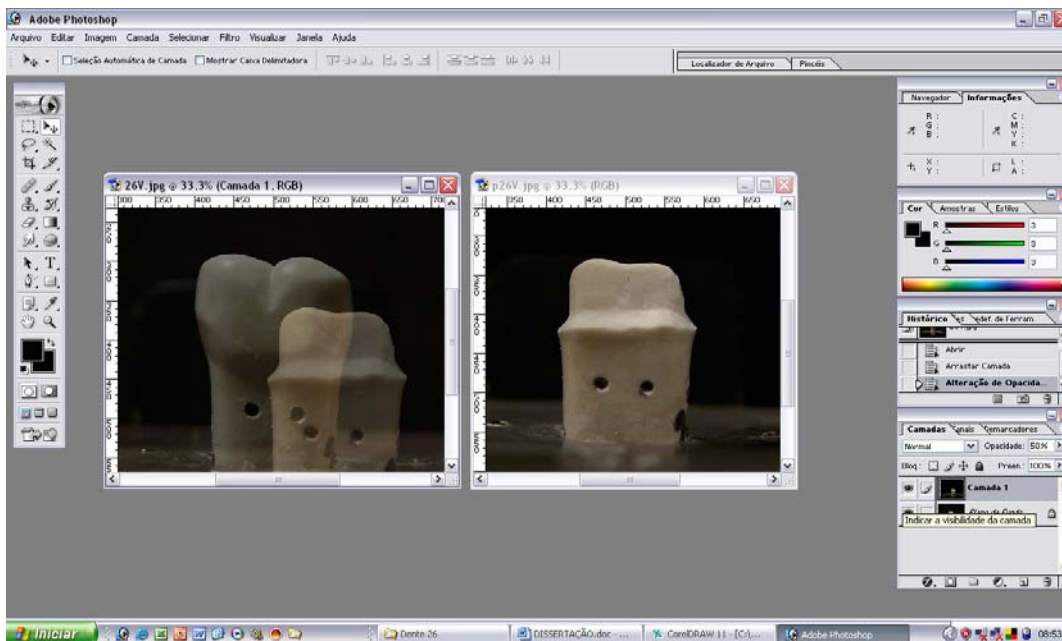 Adobe Photoshop
Arquivo Editar Imagem Camada Selecionar Filtro Visualizar Janela Ajuda
Seleção Automática de Camada Mostrar Caixa Delimitadora Localizador de Arquivo Pincéis
Navegador Informações
R : C :
G : M :
B : Y :
K :
X : L :
Y : A :
26V.jpg @ 33,3% (Camada 1, RGB) p26V.jpg @ 33,3% (RGB)
Cor Amostras Estilos
R 3
G 3
B 3
Histórico
Abrir
Arrastar Camada
Alteração de Opacida...
Camadas Canais Demarcadores
Normal Opacidade: 50%
Bloq: Preen.: 100%
Camada 1
Indicar a visibilidade da camada
Iniciar Dente 26 DISSERTAÇÃO.doc - ... CorelDRAW 11 - [C:\... Adobe Photoshop 08:53